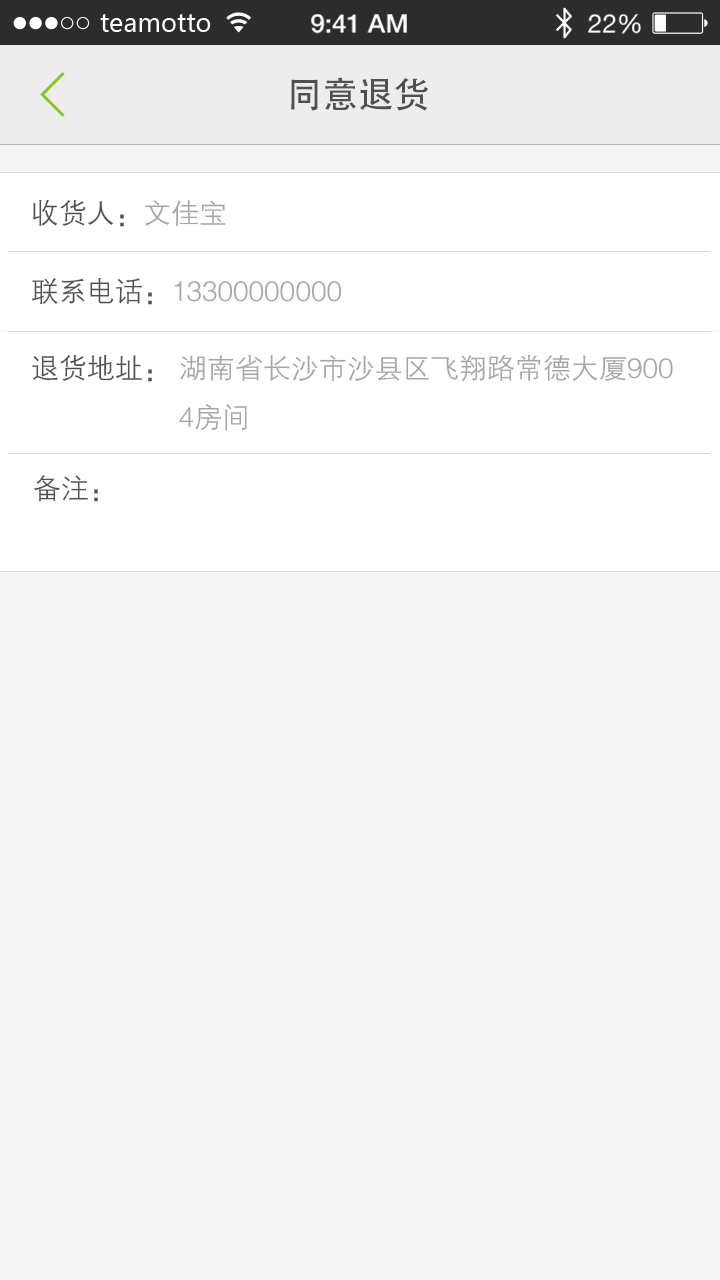 teamotto 9:41 AM 22%
同意退货
收货人：文佳宝
联系电话：13300000000
退货地址：湖南省长沙市沙县区飞翔路常德大厦900
4房间
备注：